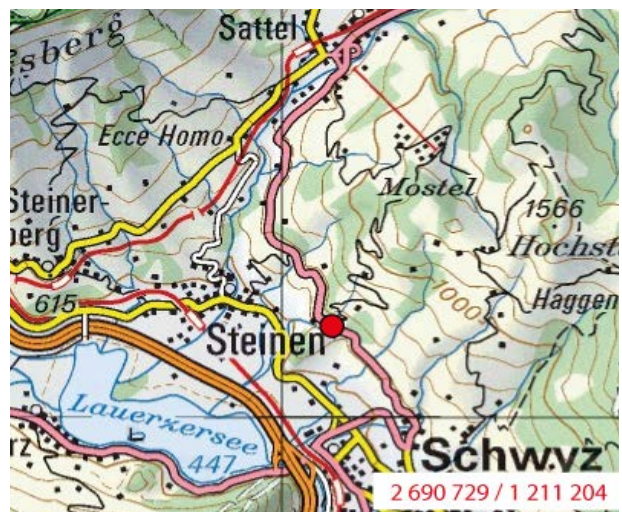 Sattel
sberg
P
Ecce Homo
Mostel
Steiner-
berg
1566
Hochst
Haggen
615
1000
Steinen
Lauerzersee
447
rz
Schwyz
2 690 729 / 1 211 204